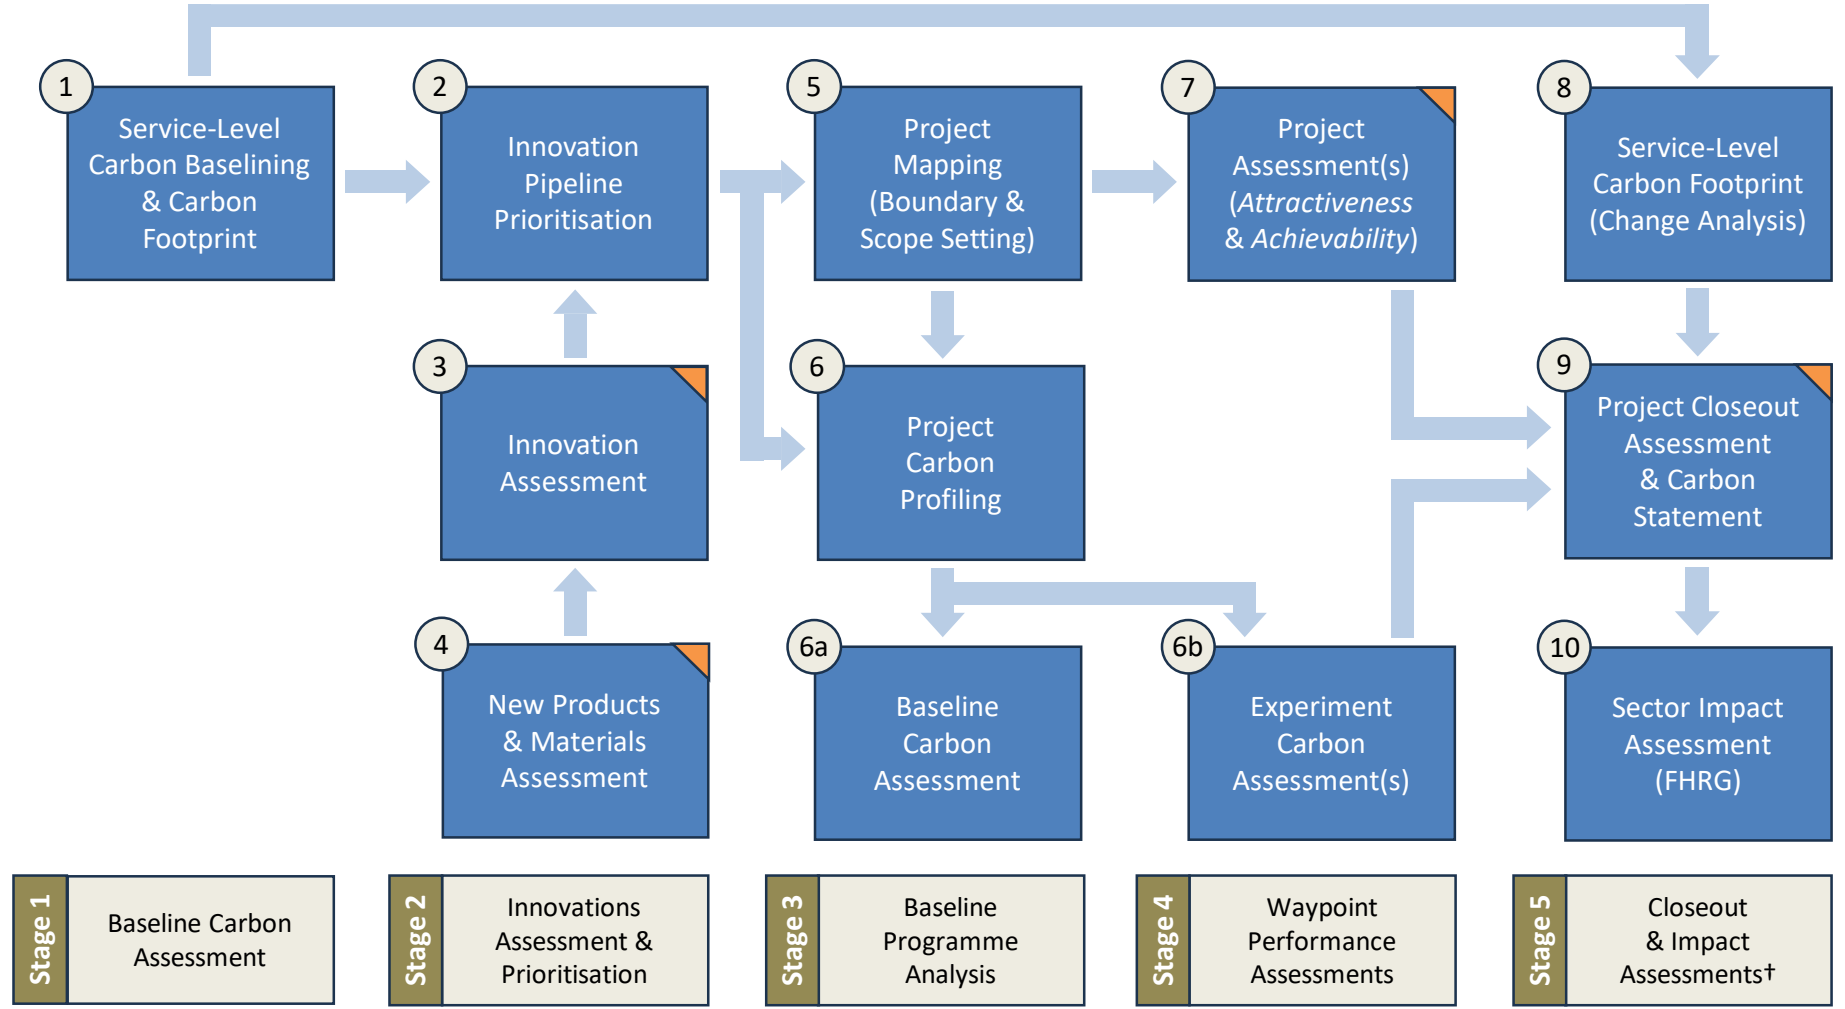 1
Service-Level
Carbon Baselining
& Carbon
Footprint
2
Innovation
Pipeline
Prioritisation
5
Project
Mapping
(Boundary &
Scope Setting)
7
Project
Assessment(s)
(Attractiveness
& Achievability)
8
Service-Level
Carbon Footprint
(Change Analysis)
3
Innovation
Assessment
6
Project
Carbon
Profiling
9
Project Closeout
Assessment
& Carbon
Statement
4
New Products
& Materials
Assessment
6a
Baseline
Carbon
Assessment
6b
Experiment
Carbon
Assessment(s)
10
Sector Impact
Assessment
(FHRG)
Stage 1
Baseline Carbon
Assessment
Stage 2
Innovations
Assessment &
Prioritisation
Stage 3
Baseline
Programme
Analysis
Stage 4
Waypoint
Performance
Assessments
Stage 5
Closeout
& Impact
Assessments†